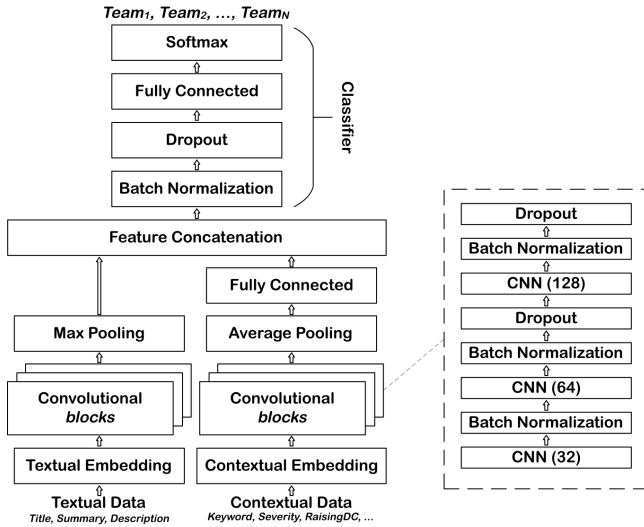 Team1, Team2, ..., TeamN
Softmax
Fully Connected
Dropout
Batch Normalization
Classifier
Feature Concatenation
Fully Connected
Max Pooling
Average Pooling
Convolutional
blocks
Convolutional
blocks
Textual Embedding
Contextual Embedding
Textual Data
Title, Summary, Description
Contextual Data
Keyword, Severity, RaisingDC, ...
Dropout
Batch Normalization
CNN (128)
Dropout
Batch Normalization
CNN (64)
Batch Normalization
CNN (32)